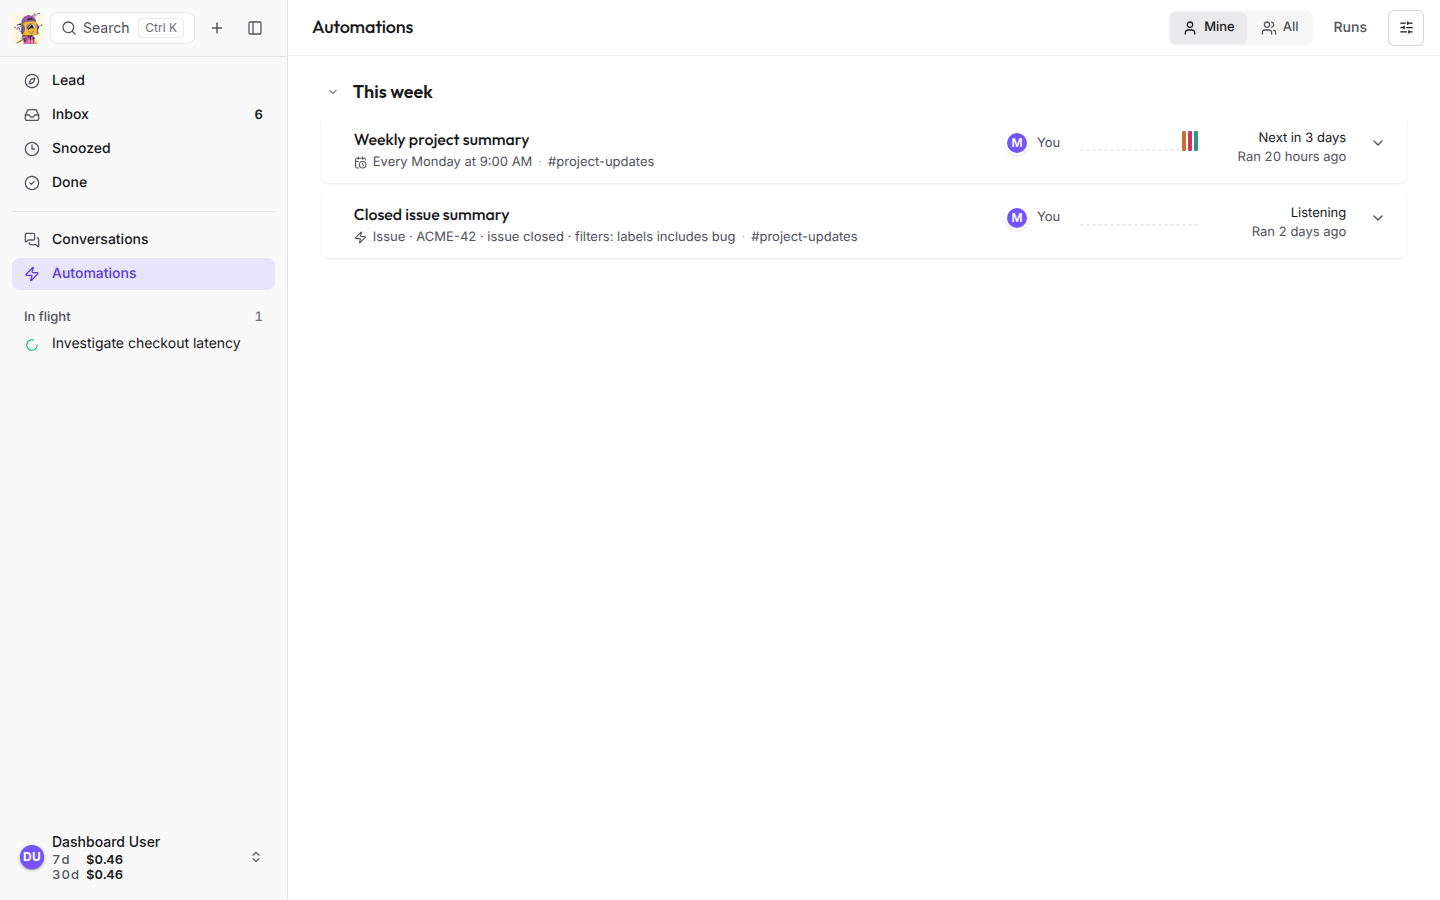 Search Ctrl K
Lead
Inbox 6
Snoozed
Done
Conversations
Automations
In flight 1
Investigate checkout latency
DU Dashboard User
7d $0.46
30d $0.46
Automations
Mine All Runs
This week
Weekly project summary
Every Monday at 9:00 AM · #project-updates
M You
Next in 3 days
Ran 20 hours ago
Closed issue summary
Issue · ACME-42 · issue closed · filters: labels includes bug · #project-updates
M You
Listening
Ran 2 days ago